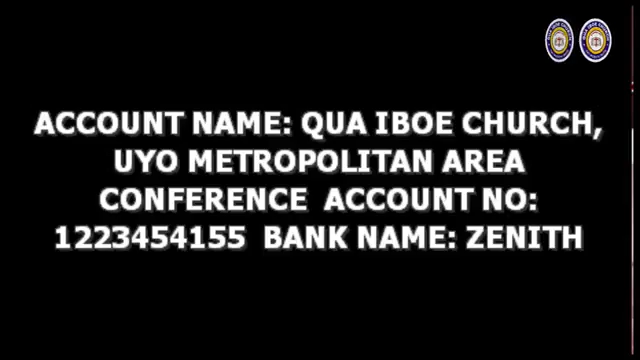 ACCOUNT NAME: QUA IBOE CHURCH,
UYO METROPOLITAN AREA
CONFERENCE ACCOUNT NO:
1223454155 BANK NAME: ZENITH